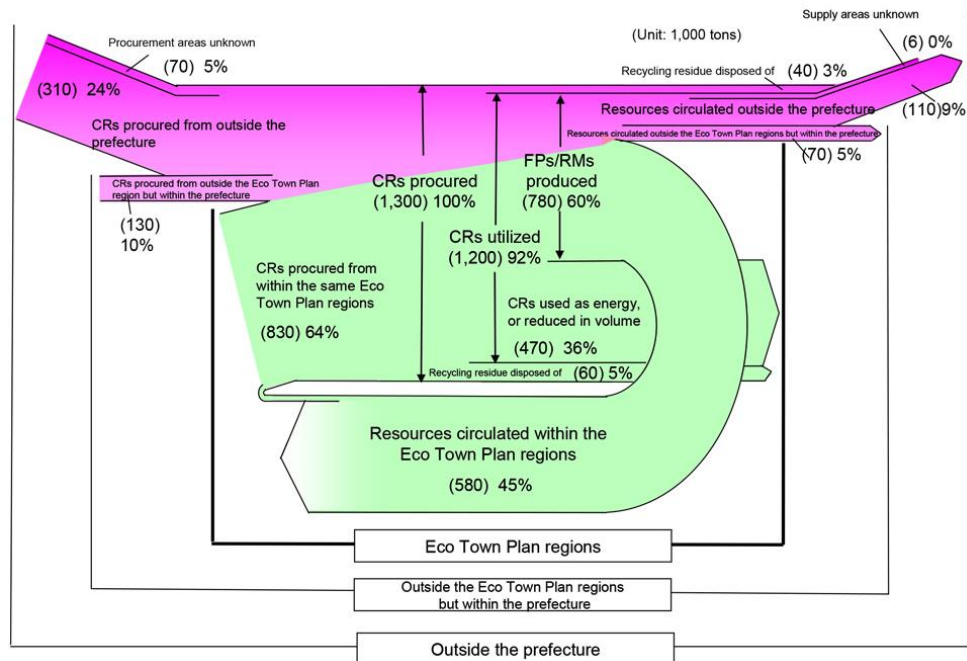 Supply areas unknown
Procurement areas unknown
(Unit: 1,000 tons)
(6) 0%
(70) 5%
Recycling residue disposed of
(40) 3%
(310) 24%
Resources circulated outside the prefecture
(110)9%
CRs procured from outside the
prefecture
Resources circulated outside the Eco Town Plan regions but within the prefecture
(70) 5%
FPs/RMs
produced
(780) 60%
CRs procured
(1,300) 100%
CRs procured from outside the Eco Town Plan
region but within the prefecture
(130)
10%
CRs utilized
(1,200) 92%
CRs procured from
within the same Eco
Town Plan regions
(830) 64%
CRs used as energy,
or reduced in volume
(470) 36%
Recycling residue disposed of
(60) 5%
Resources circulated within the
Eco Town Plan regions
(580) 45%
Eco Town Plan regions
Outside the Eco Town Plan regions
but within the prefecture
Outside the prefecture